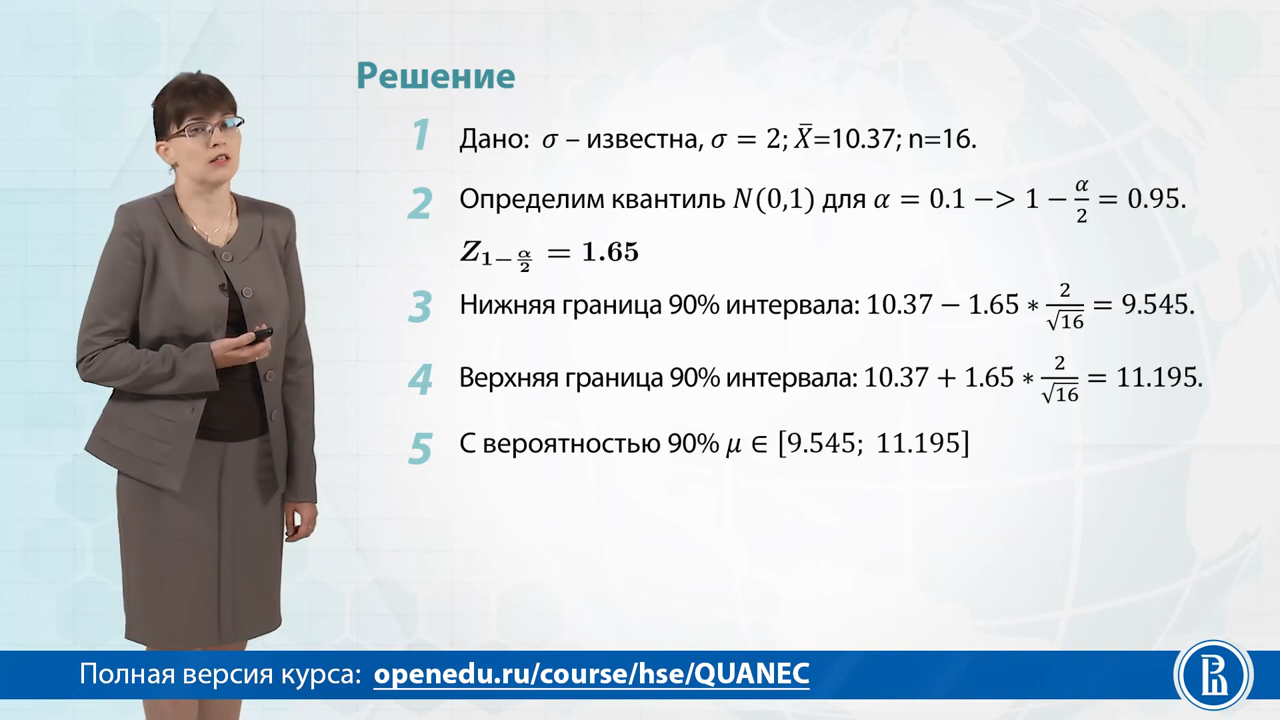 Решение
1 Дано: σ – известна, σ = 2; X̄=10.37; n=16.
2 Определим квантиль N(0,1) для α = 0.1 −> 1 − α/2 = 0.95.
Z₁₋α/₂ = 1.65
3 Нижняя граница 90% интервала: 10.37 − 1.65 ∗ 2/√16 = 9.545.
4 Верхняя граница 90% интервала: 10.37 + 1.65 ∗ 2/√16 = 11.195.
5 С вероятностью 90% μ ∈ [9.545; 11.195]
Полная версия курса: openedu.ru/course/hse/QUANEC